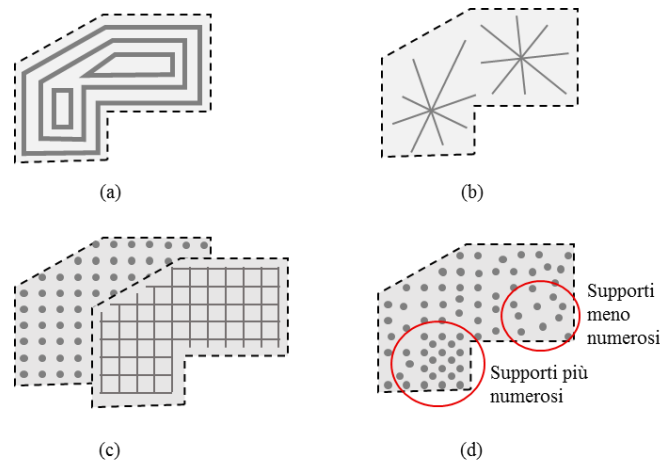 (a)
(b)
Supporti
meno
numerosi
Supporti più
numerosi
(c)
(d)